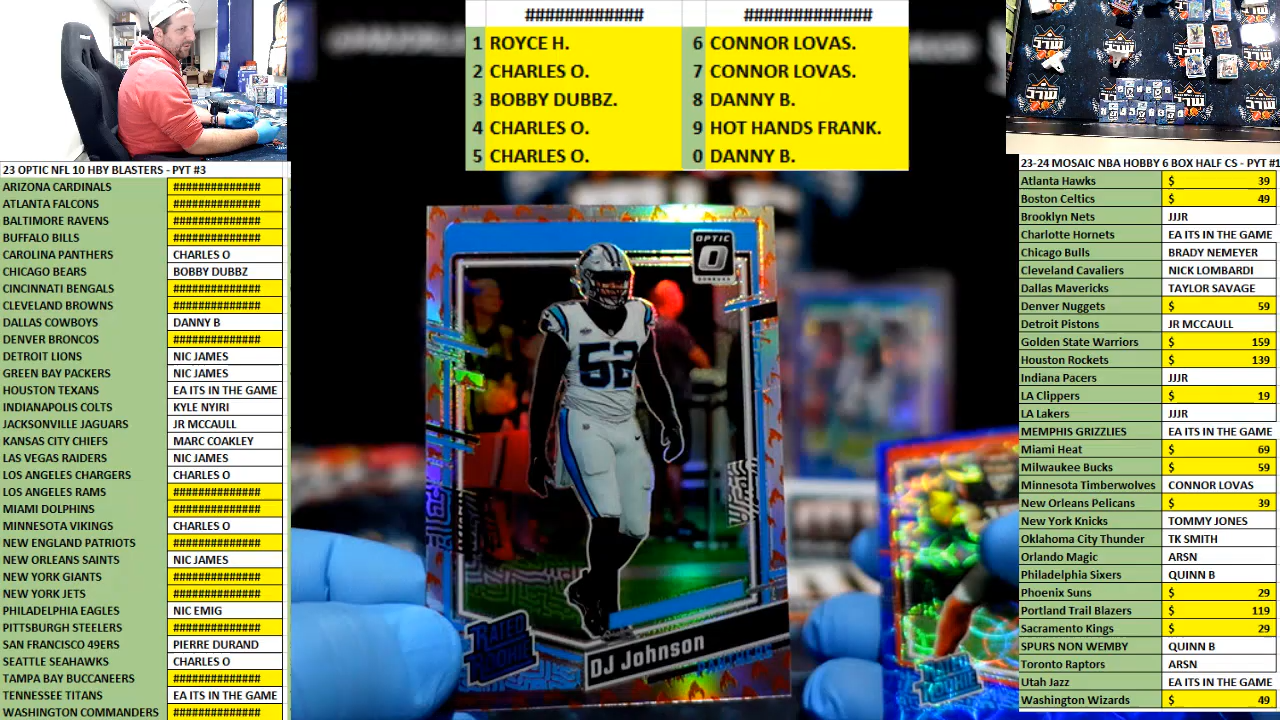 ############ #############
1 ROYCE H. 6 CONNOR LOVAS.
2 CHARLES O. 7 CONNOR LOVAS.
3 BOBBY DUBBZ. 8 DANNY B.
4 CHARLES O. 9 HOT HANDS FRANK.
5 CHARLES O. 0 DANNY B.
23 OPTIC NFL 10 HBY BLASTERS - PYT #3
ARIZONA CARDINALS ##############
ATLANTA FALCONS ##############
BALTIMORE RAVENS ##############
BUFFALO BILLS ##############
CAROLINA PANTHERS CHARLES O
CHICAGO BEARS BOBBY DUBBZ
CINCINNATI BENGALS ##############
CLEVELAND BROWNS ##############
DALLAS COWBOYS DANNY B
DENVER BRONCOS ##############
DETROIT LIONS NIC JAMES
GREEN BAY PACKERS NIC JAMES
HOUSTON TEXANS EA ITS IN THE GAME
INDIANAPOLIS COLTS KYLE NYIRI
JACKSONVILLE JAGUARS JR MCCAULL
KANSAS CITY CHIEFS MARC COAKLEY
LAS VEGAS RAIDERS NIC JAMES
LOS ANGELES CHARGERS CHARLES O
LOS ANGELES RAMS ##############
MIAMI DOLPHINS ##############
MINNESOTA VIKINGS CHARLES O
NEW ENGLAND PATRIOTS ##############
NEW ORLEANS SAINTS NIC JAMES
NEW YORK GIANTS ##############
NEW YORK JETS ##############
PHILADELPHIA EAGLES NIC EMIG
PITTSBURGH STEELERS ##############
SAN FRANCISCO 49ERS PIERRE DURAND
SEATTLE SEAHAWKS CHARLES O
TAMPA BAY BUCCANEERS ##############
TENNESSEE TITANS EA ITS IN THE GAME
WASHINGTON COMMANDERS ##############
OPTIC
O
DONRUSS
52
RATED
ROOKIE
DJ Johnson
PANTHERS
RATED
ROOKIE
23-24 MOSAIC NBA HOBBY 6 BOX HALF CS - PYT #1
Atlanta Hawks $ 39
Boston Celtics $ 49
Brooklyn Nets JJJR
Charlotte Hornets EA ITS IN THE GAME
Chicago Bulls BRADY NEMEYER
Cleveland Cavaliers NICK LOMBARDI
Dallas Mavericks TAYLOR SAVAGE
Denver Nuggets $ 59
Detroit Pistons JR MCCAULL
Golden State Warriors $ 159
Houston Rockets $ 139
Indiana Pacers JJJR
LA Clippers $ 19
LA Lakers JJJR
MEMPHIS GRIZZLIES EA ITS IN THE GAME
Miami Heat $ 69
Milwaukee Bucks $ 59
Minnesota Timberwolves CONNOR LOVAS
New Orleans Pelicans $ 39
New York Knicks TOMMY JONES
Oklahoma City Thunder TK SMITH
Orlando Magic ARSN
Philadelphia Sixers QUINN B
Phoenix Suns $ 29
Portland Trail Blazers $ 119
Sacramento Kings $ 29
SPURS NON WEMBY QUINN B
Toronto Raptors ARSN
Utah Jazz EA ITS IN THE GAME
Washington Wizards $ 49